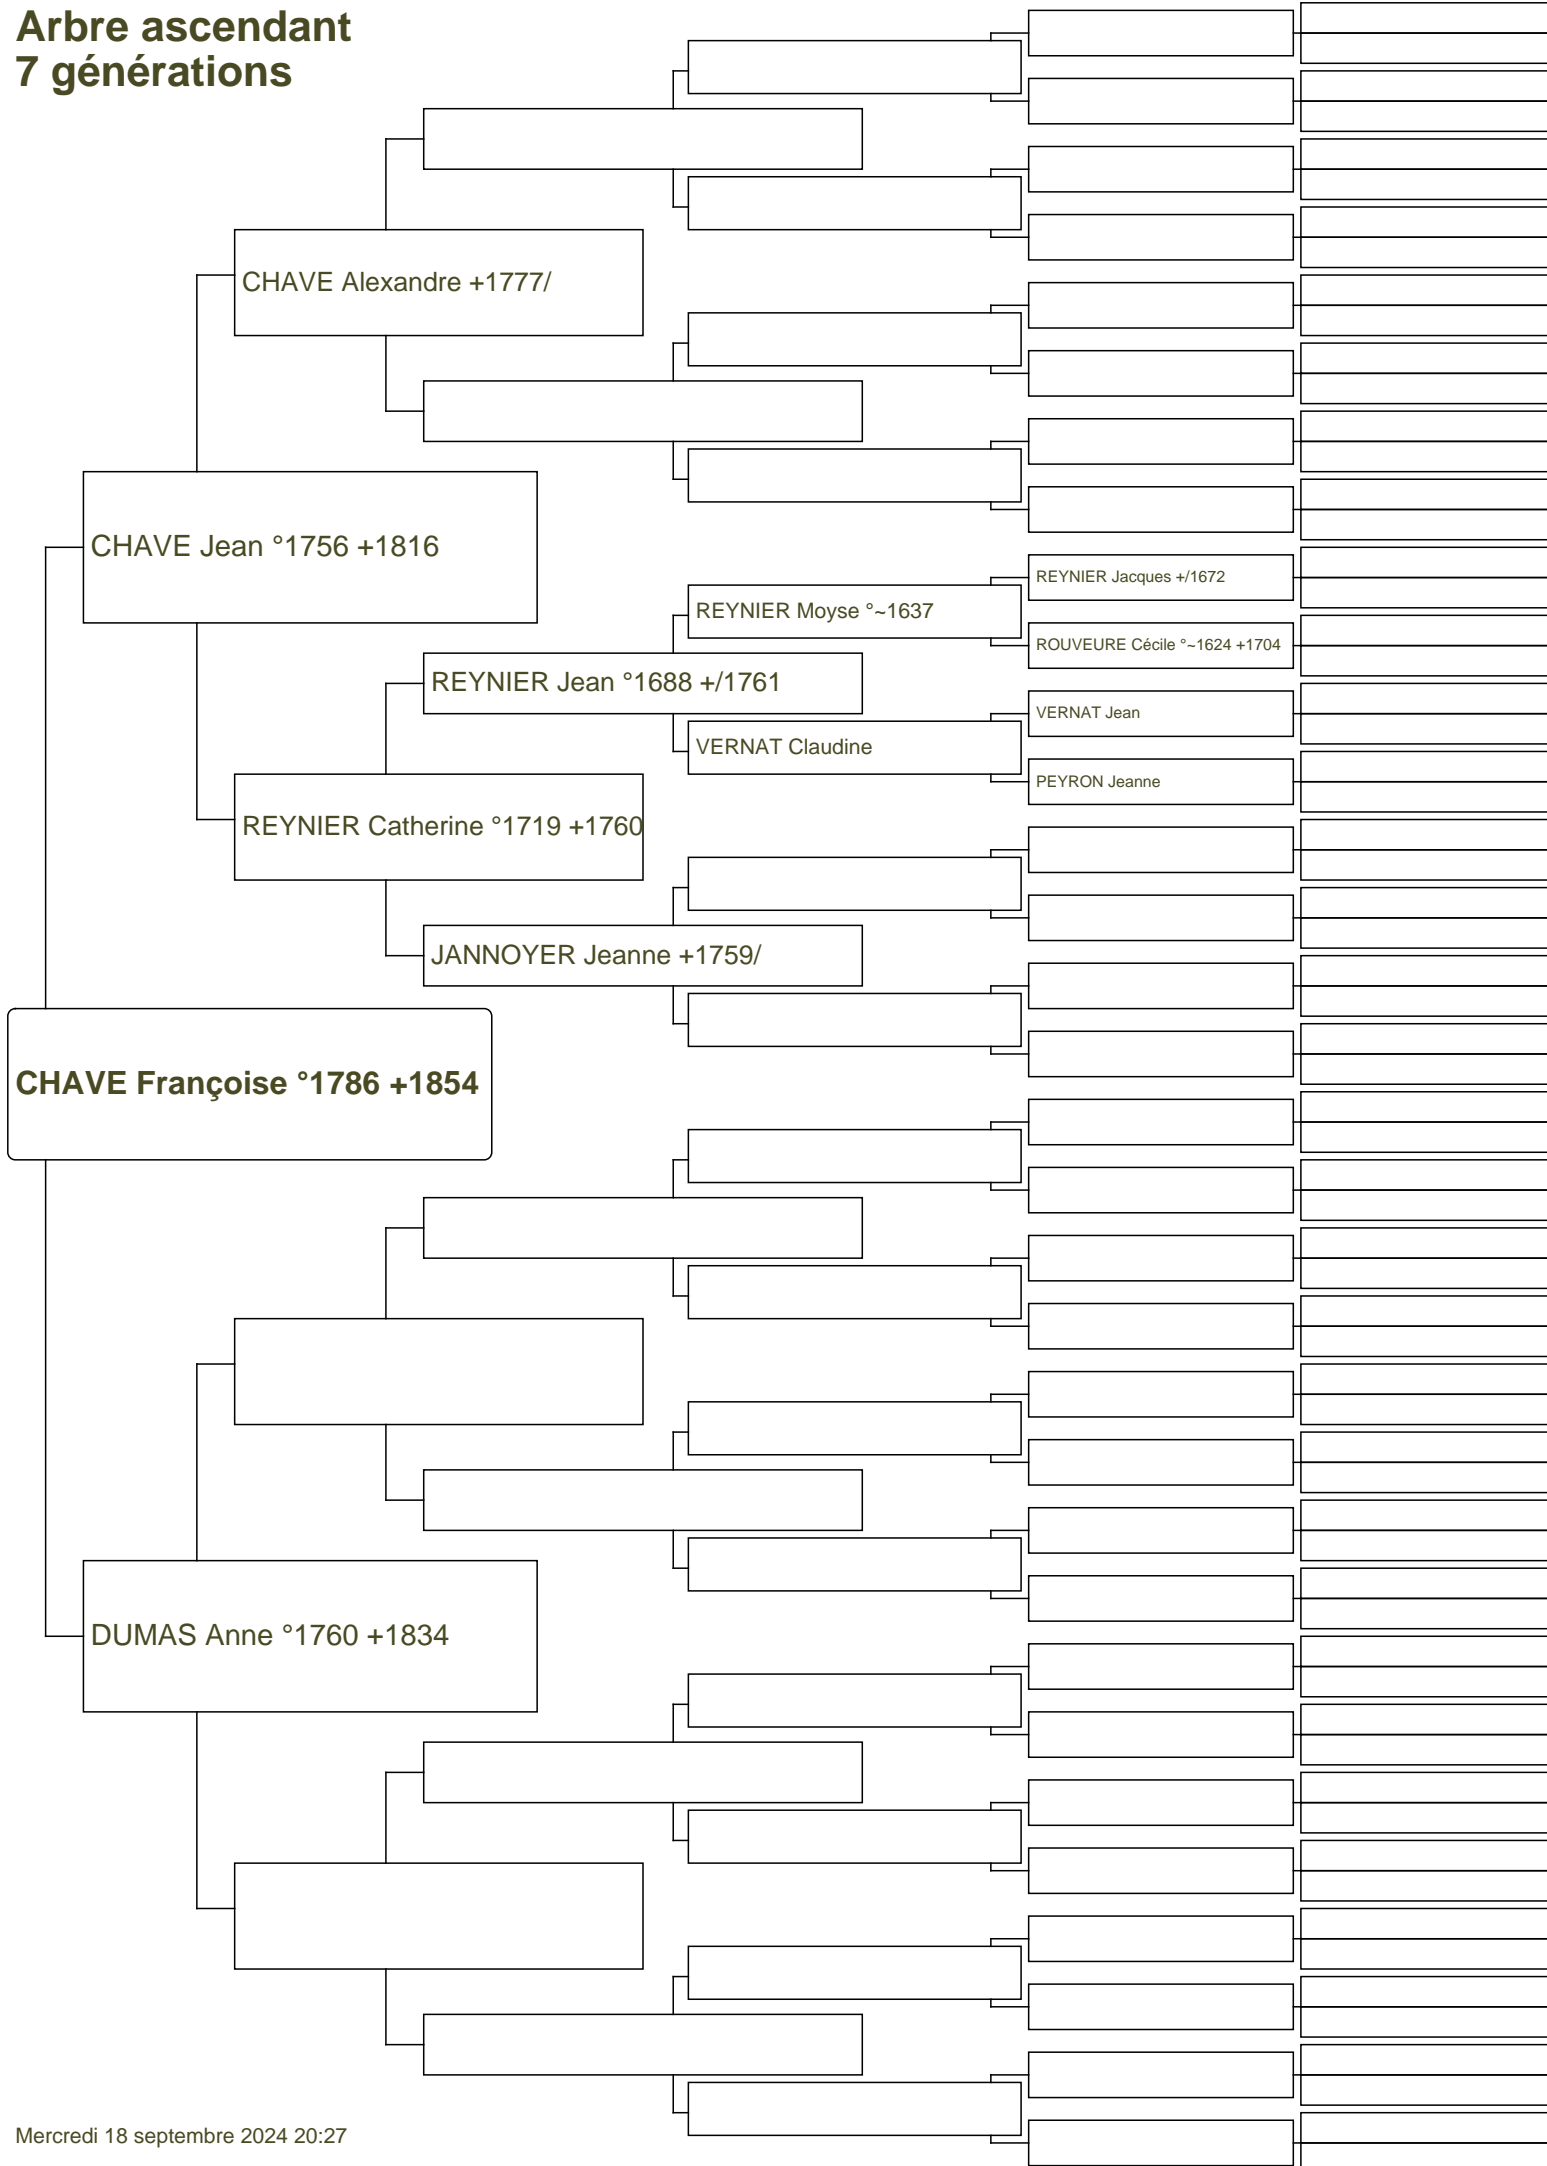 Arbre ascendant
7 générations
CHAVE Alexandre +1777/
CHAVE Jean °1756 +1816
REYNIER Jacques +/1672
REYNIER Moyse °~1637
ROUVEURE Cécile °~1624 +1704
REYNIER Jean °1688 +/1761
VERNAT Jean
VERNAT Claudine
PEYRON Jeanne
REYNIER Catherine °1719 +1760
JANNOYER Jeanne +1759/
CHAVE Françoise °1786 +1854
DUMAS Anne °1760 +1834
Mercredi 18 septembre 2024 20:27